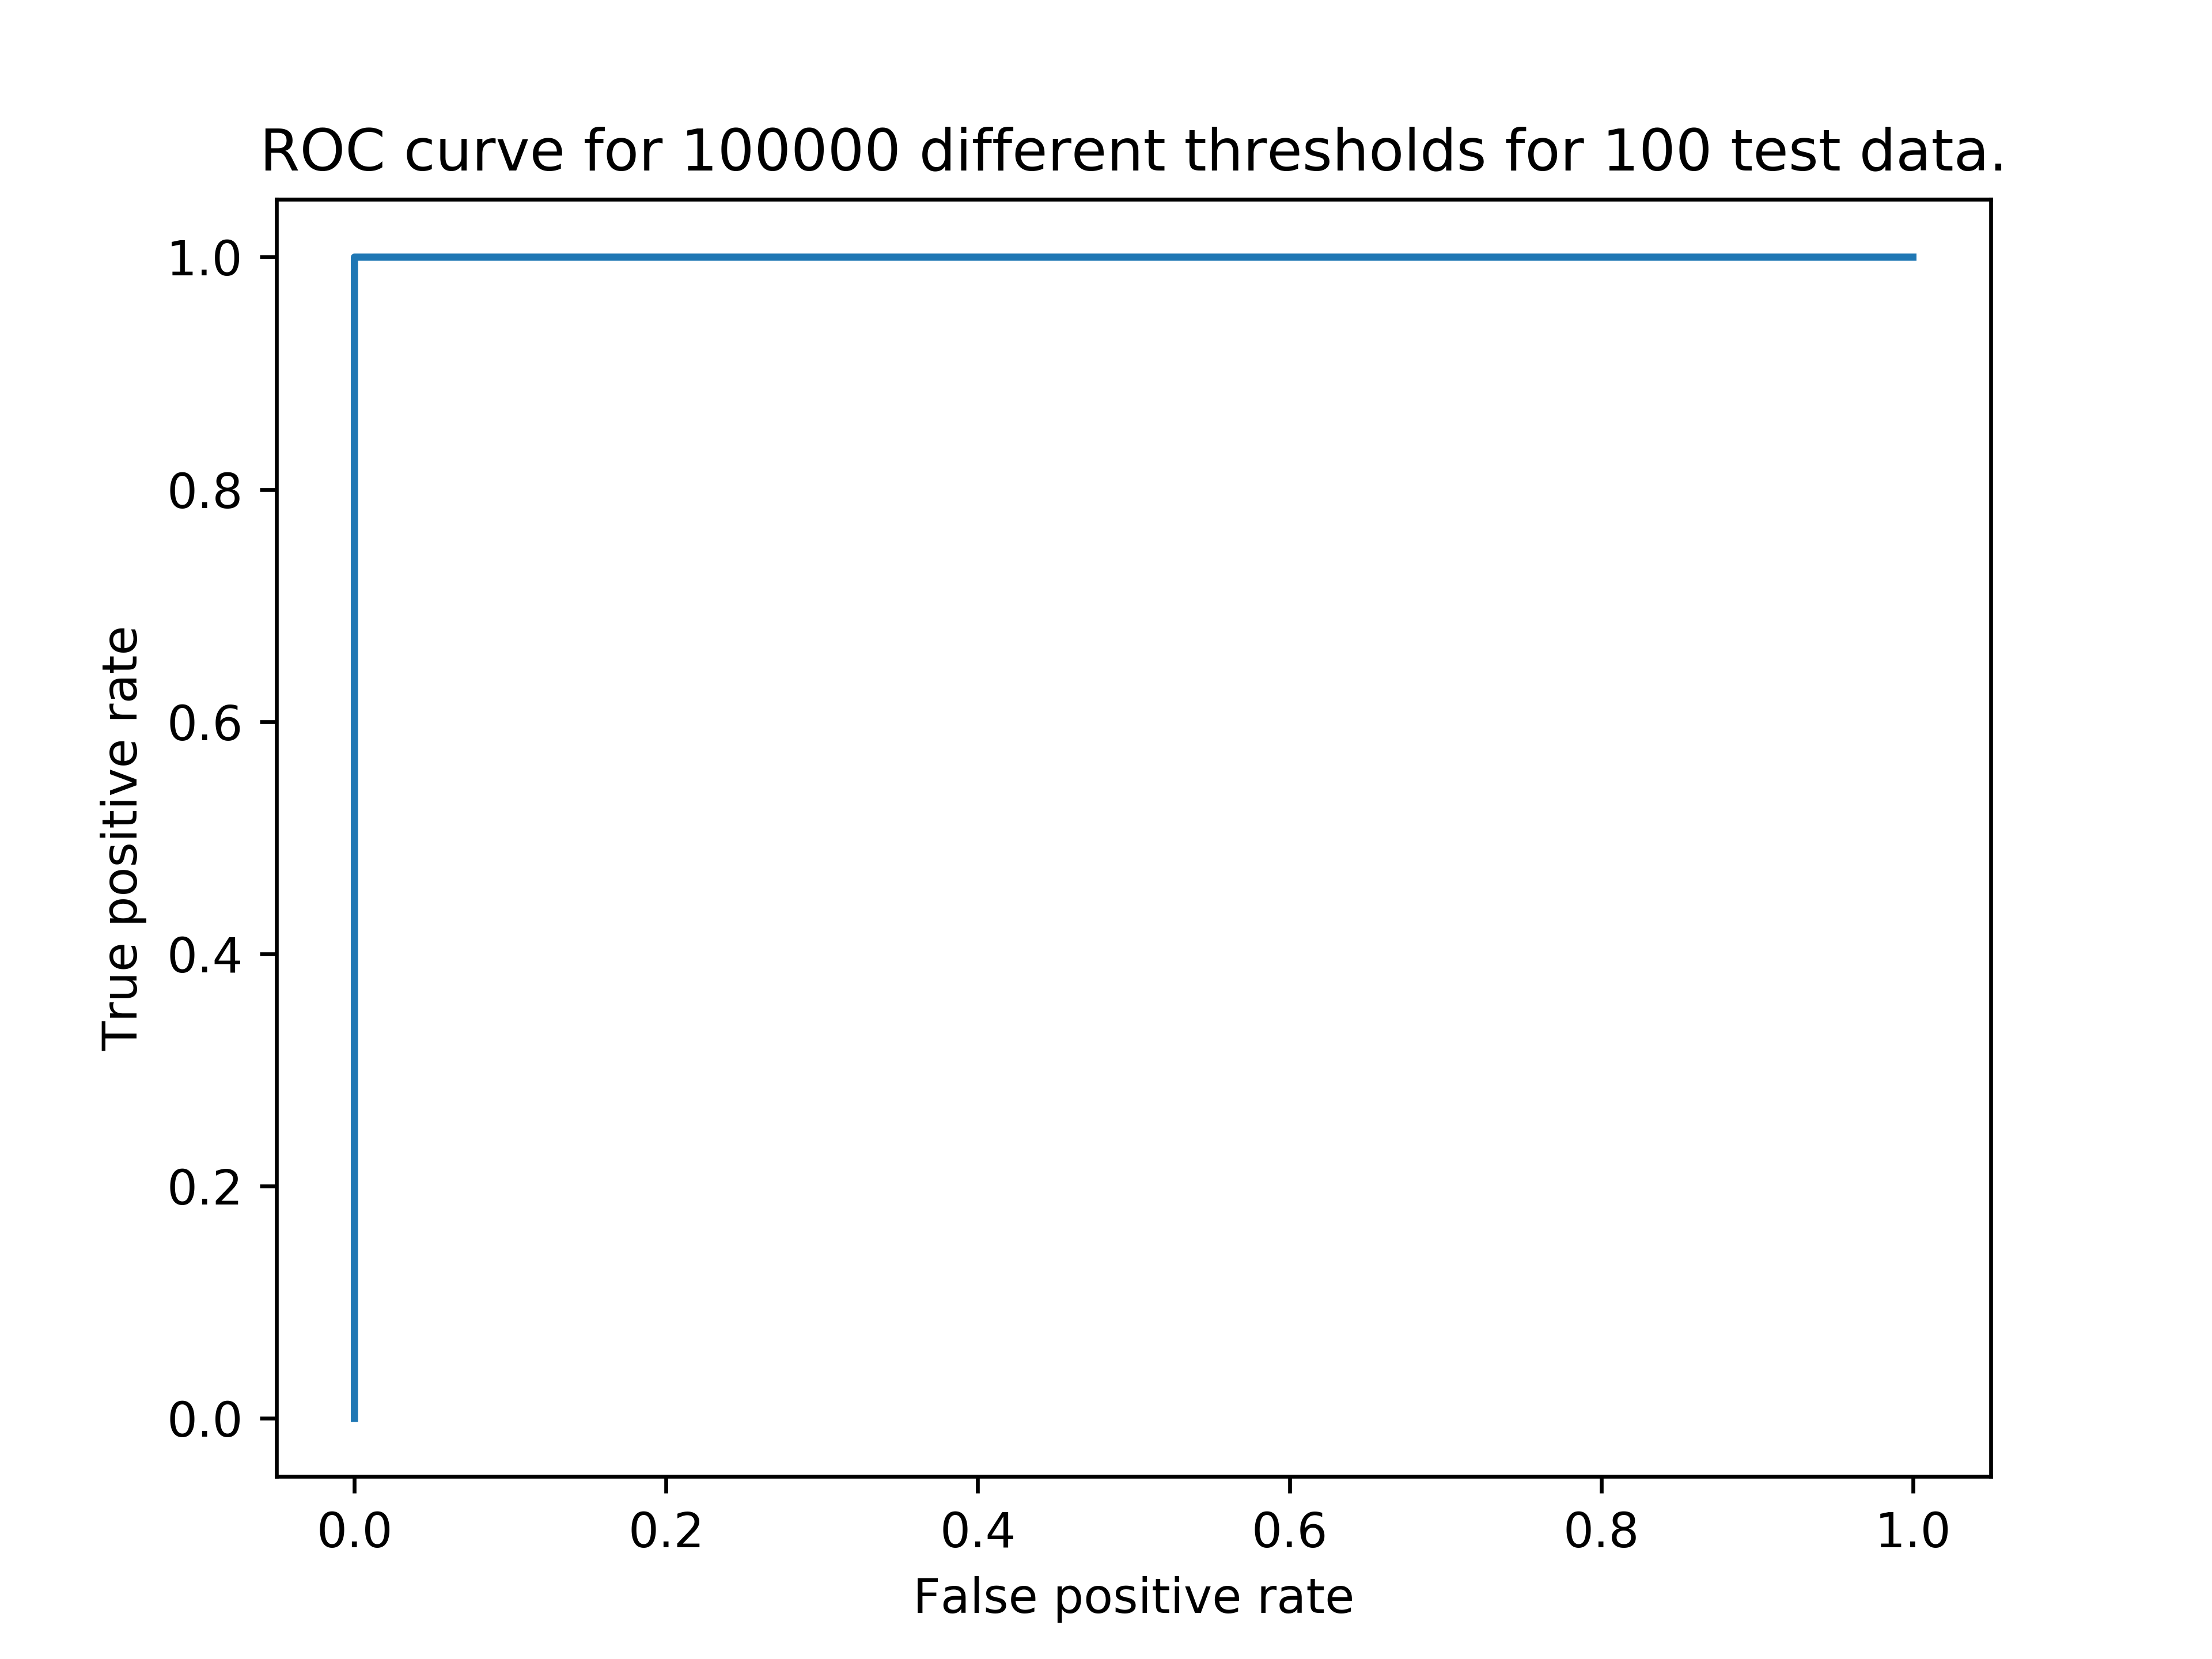 ROC curve for 100000 different thresholds for 100 test data.
1.0
0.8
0.6
0.4
0.2
0.0
True positive rate
0.0 0.2 0.4 0.6 0.8 1.0
False positive rate